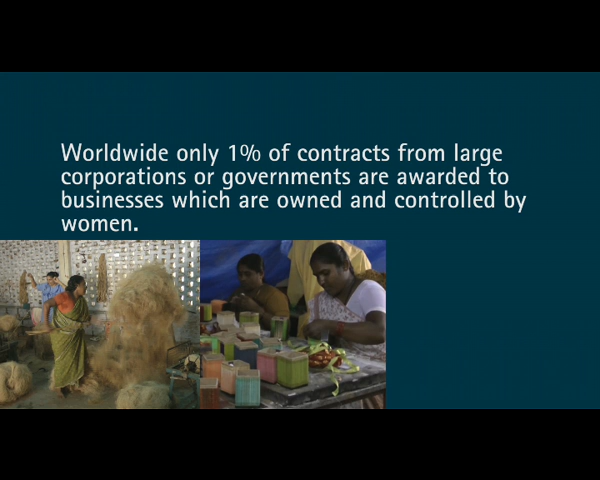 Worldwide only 1% of contracts from large
corporations or governments are awarded to
businesses which are owned and controlled by
women.